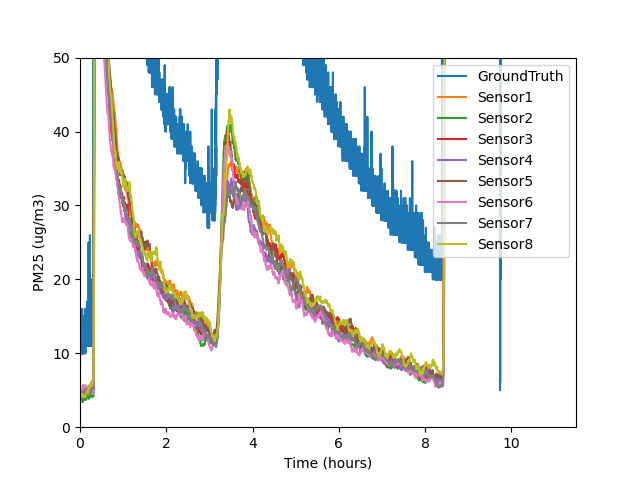 50
40
30
20
10
0
PM25 (ug/m3)
0 2 4 6 8 10
Time (hours)
GroundTruth
Sensor1
Sensor2
Sensor3
Sensor4
Sensor5
Sensor6
Sensor7
Sensor8